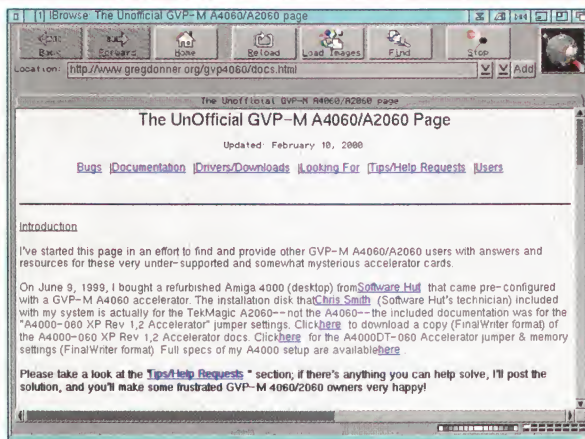 [1] IBrowse: The Unofficial GVP-M A4060 page
Back
Forward
Home
Reload
Load Images
Find
Stop
Location: http://www.gregdonner.org/gvp4060/docs.html
Add
The Unofficial GVP-M A4060/A2060 page
The UnOfficial GVP-M A4060/A2060 Page
Updated: February 10, 2000
Bugs |Documentation |Drivers/Downloads |Looking For |Tips/Help Requests |Users
Introduction
I've started this page in an effort to find and provide other GVP-M A4060/A2060 users with answers and
resources for these very under-supported and somewhat mysterious accelerator cards.
On June 9, 1999, I bought a refurbished Amiga 4000 (desktop) fromSoftware Hut that came pre-configured
with a GVP-M A4060 accelerator. The installation disk thatChris Smith (Software Hut's technician) included
with my system is actually for the TekMagic A2060--not the A4060--the included documentation was for the
"A4000-060 XP Rev 1,2 Accelerator" jumper settings. Clickhere to download a copy (FinalWriter format) of
the A4000-060 XP Rev 1,2 Accelerator docs. Clickhere for the A4000DT-060 Accelerator jumper & memory
settings (FinalWriter format) Full specs of my A4000 setup are availablehere .
Please take a look at the Tips/Help Requests " section; if there's anything you can help solve, I'll post the
solution, and you'll make some frustrated GVP-M 4060/2060 owners very happy!